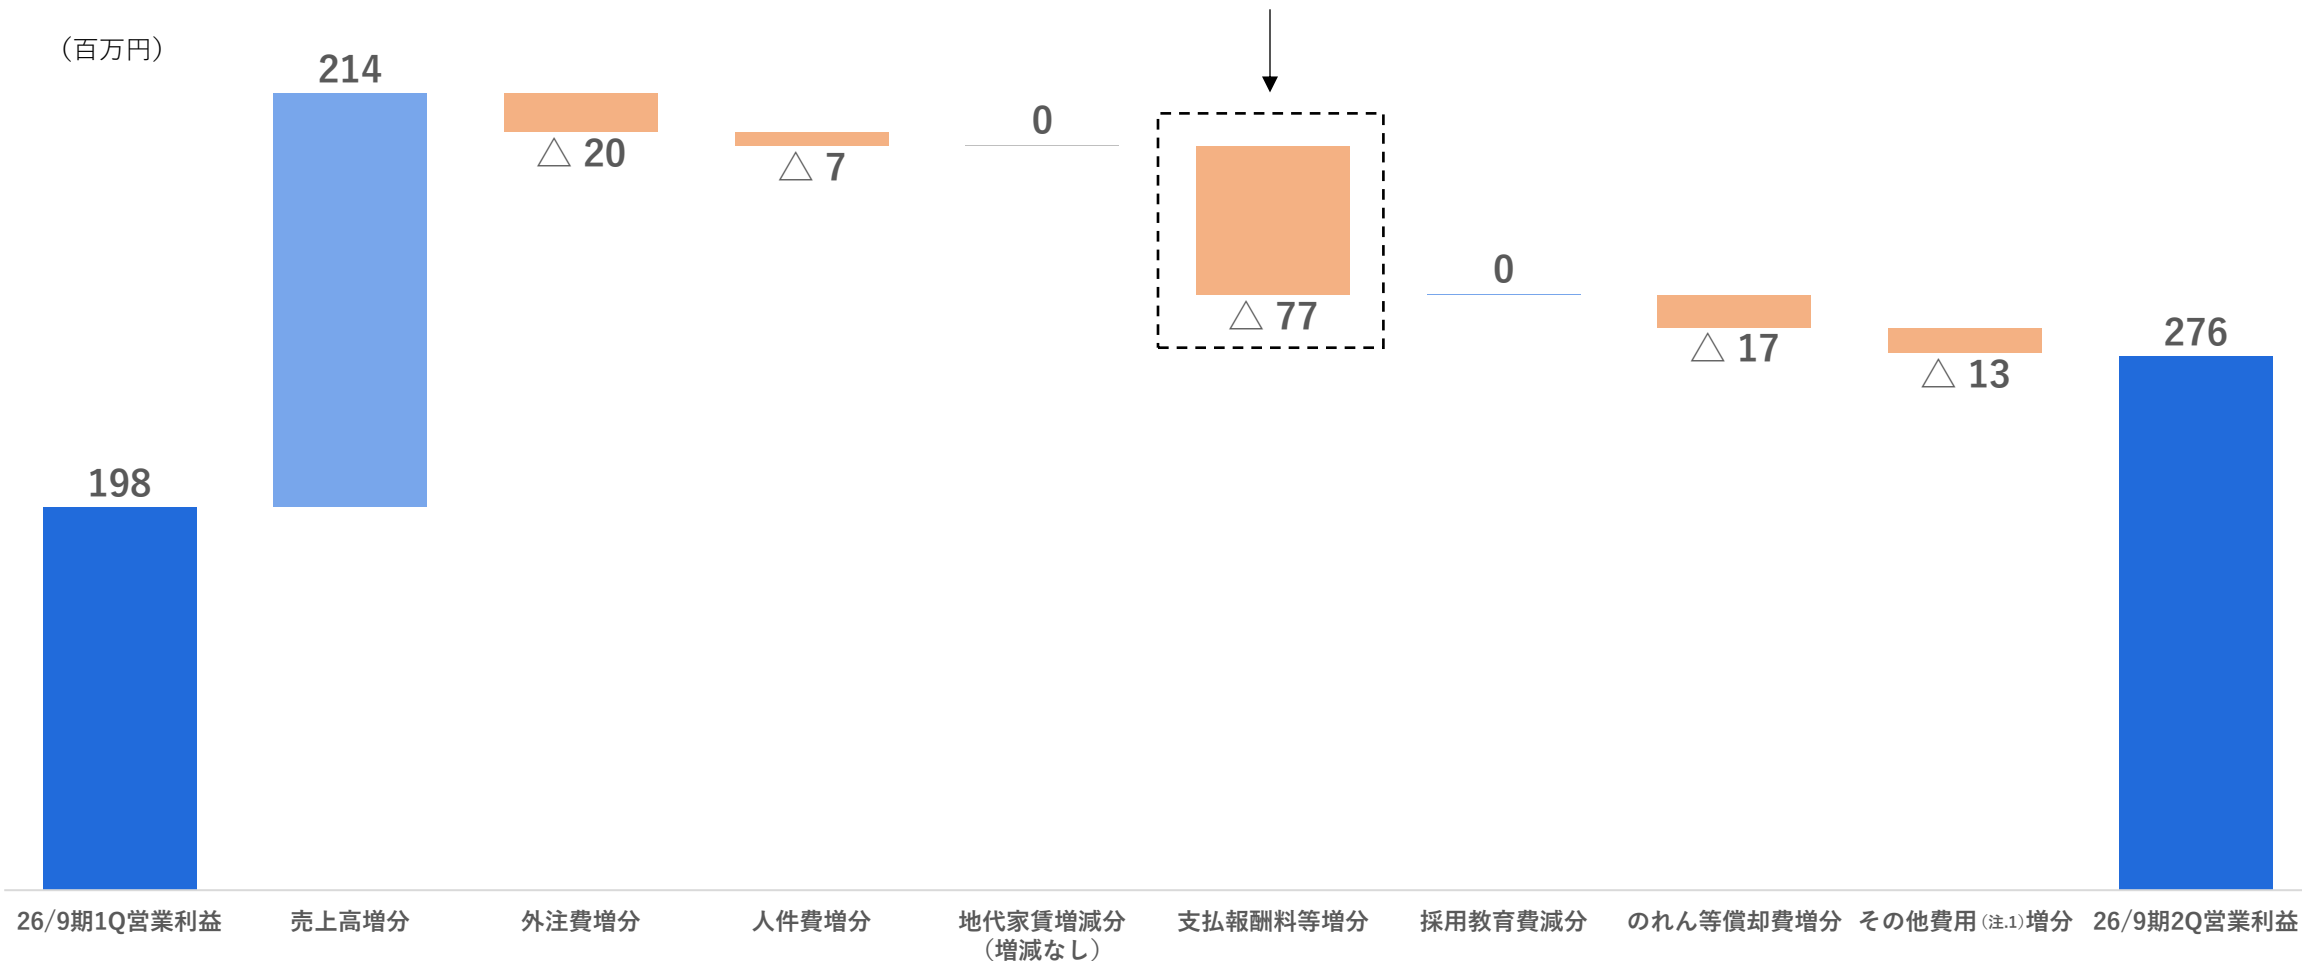 （百万円）
198
214
△ 20
△ 7
0
△ 77
0
△ 17
△ 13
276
26/9期1Q営業利益
売上高増分
外注費増分
人件費増分
地代家賃増減分
（増減なし）
支払報酬料等増分
採用教育費減分
のれん等償却費増分
その他費用（注.1）増分
26/9期2Q営業利益